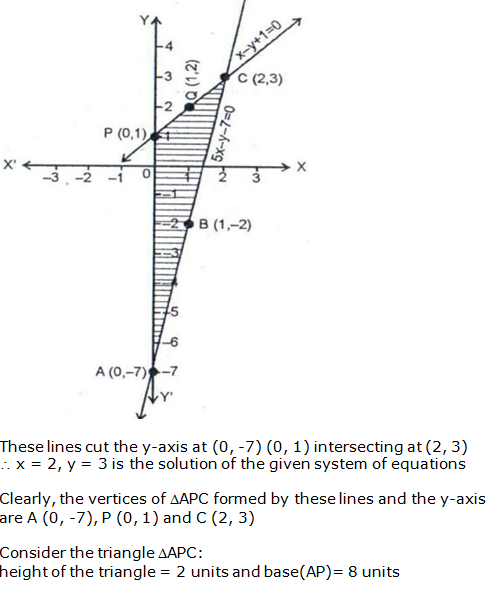 Y
4
3
2
1
x–y+1=0
Q (1,2)
C (2,3)
P (0,1)
5x–y–7=0
X'
–3
–2
–1
0
1
2
3
X
–1
–2
B (1,–2)
–3
–4
–5
–6
A (0,–7)
–7
Y'
These lines cut the y-axis at (0, -7) (0, 1) intersecting at (2, 3)
∴ x = 2, y = 3 is the solution of the given system of equations
Clearly, the vertices of ∆APC formed by these lines and the y-axis
are A (0, -7), P (0, 1) and C (2, 3)
Consider the triangle ∆APC:
height of the triangle = 2 units and base(AP)= 8 units